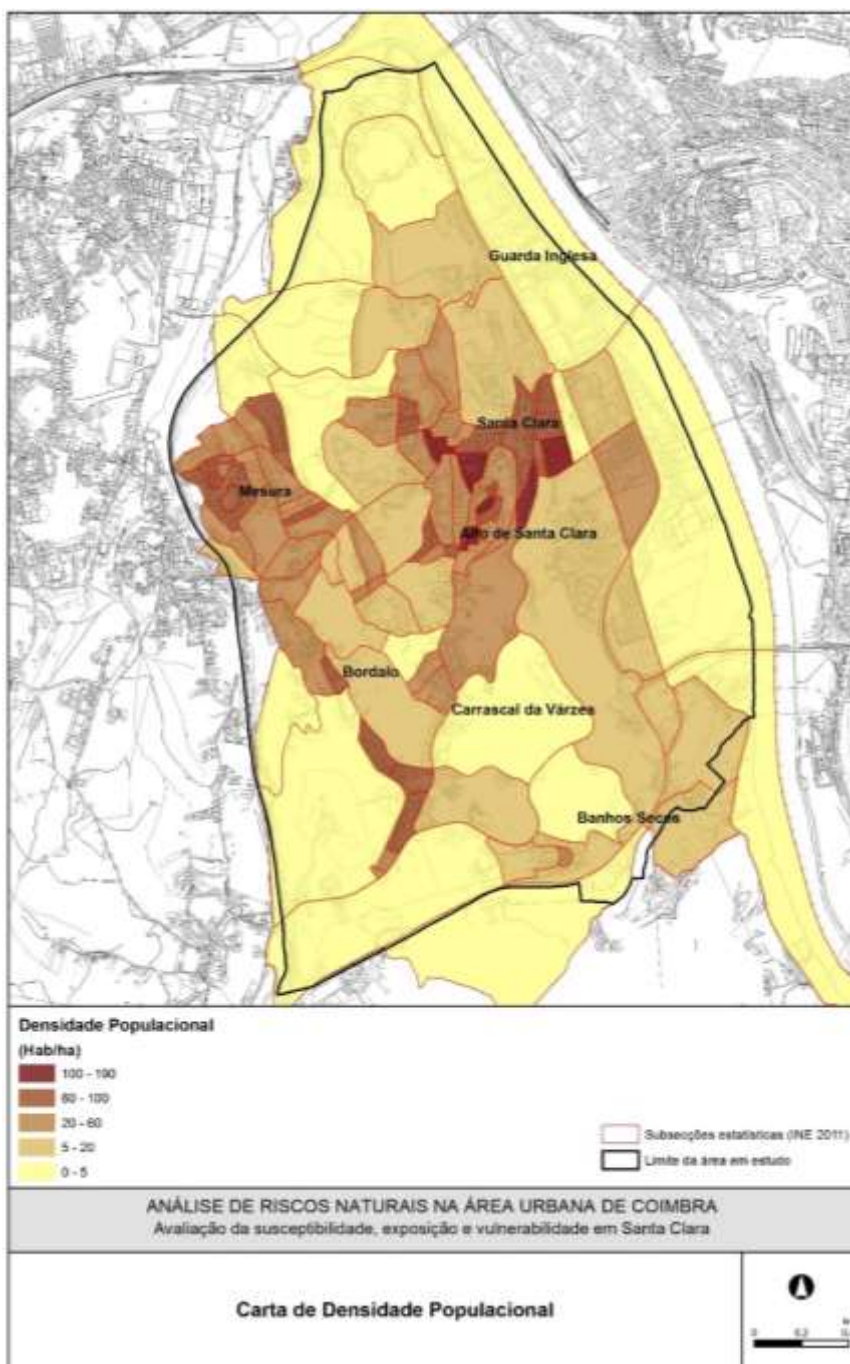 Guarda Inglesa
Santa Clara
Mesura
Alto de Santa Clara
Bordalo
Carrascal da Várzea
Banhos Secos
Densidade Populacional
(Hab/ha)
100 - 190
60 - 100
20 - 60
5 - 20
0 - 5
Subsecções estatísticas (INE 2011)
Limite da área em estudo
ANÁLISE DE RISCOS NATURAIS NA ÁREA URBANA DE COIMBRA
Avaliação da susceptibilidade, exposição e vulnerabilidade em Santa Clara
Carta de Densidade Populacional
0 0,2